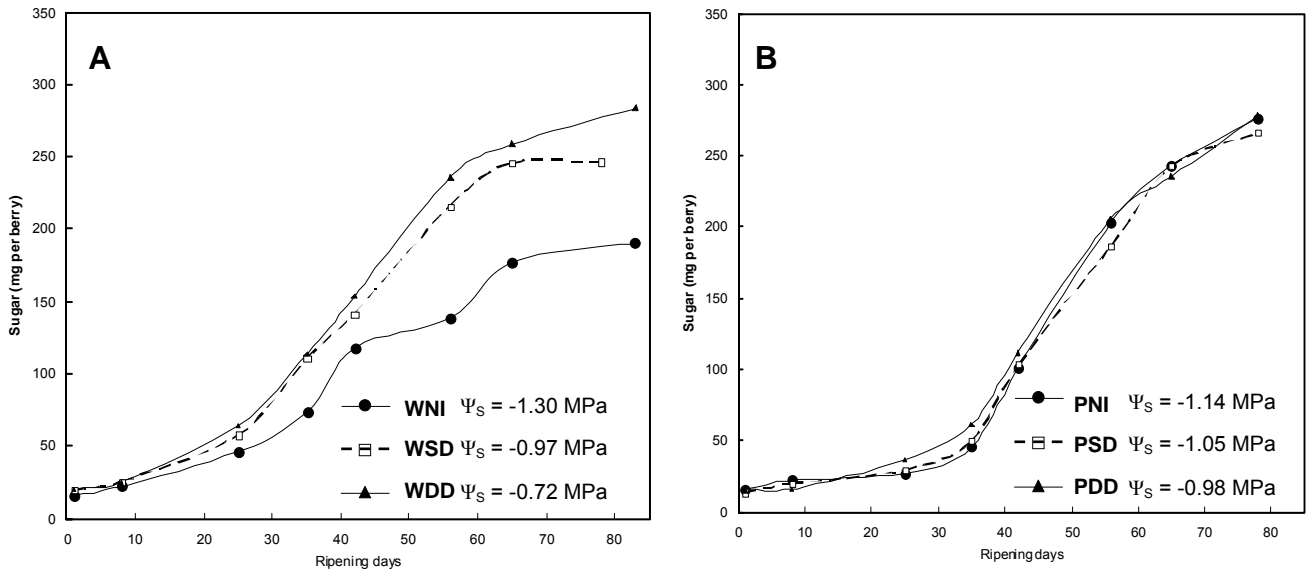 A
350
300
250
200
150
100
50
0
Sugar (mg per berry)
WNI ΨS = -1.30 MPa
WSD ΨS = -0.97 MPa
WDD ΨS = -0.72 MPa
0 10 20 30 40 50 60 70 80
Ripening days
B
350
300
250
200
150
100
50
0
Sugar (mg per berry)
PNI ΨS = -1.14 MPa
PSD ΨS = -1.05 MPa
PDD ΨS = -0.98 MPa
0 10 20 30 40 50 60 70 80
Ripening days